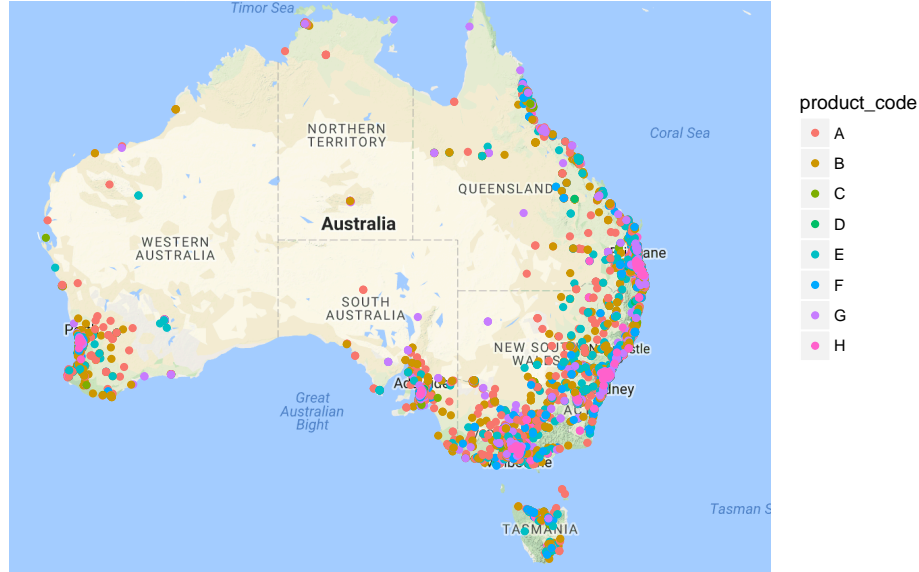 Timor Sea
Coral Sea
NORTHERN
TERRITORY
QUEENSLAND
Australia
WESTERN
AUSTRALIA
SOUTH
AUSTRALIA
Great
Australian
Bight
TASMANIA
Tasman S
product_code
A
B
C
D
E
F
G
H